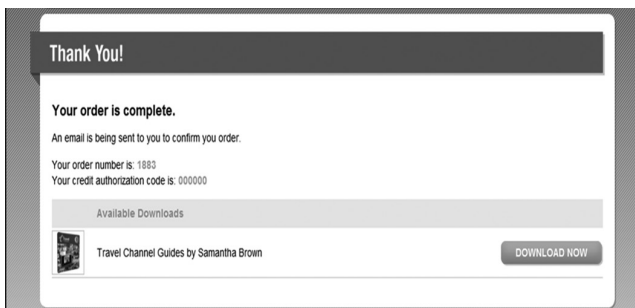 Thank You!
Your order is complete.
An email is being sent to you to confirm you order.
Your order number is: 1883
Your credit authorization code is: 000000
Available Downloads
Travel Channel Guides by Samantha Brown
DOWNLOAD NOW